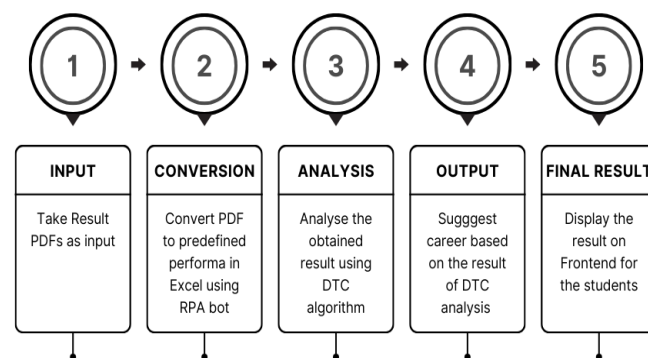 1
2
3
4
5
INPUT
Take Result
PDFs as input
CONVERSION
Convert PDF
to predefined
performa in
Excel using
RPA bot
ANALYSIS
Analyse the
obtained
result using
DTC
algorithm
OUTPUT
Sugggest
career based
on the result
of DTC
analysis
FINAL RESULT
Display the
result on
Frontend for
the students